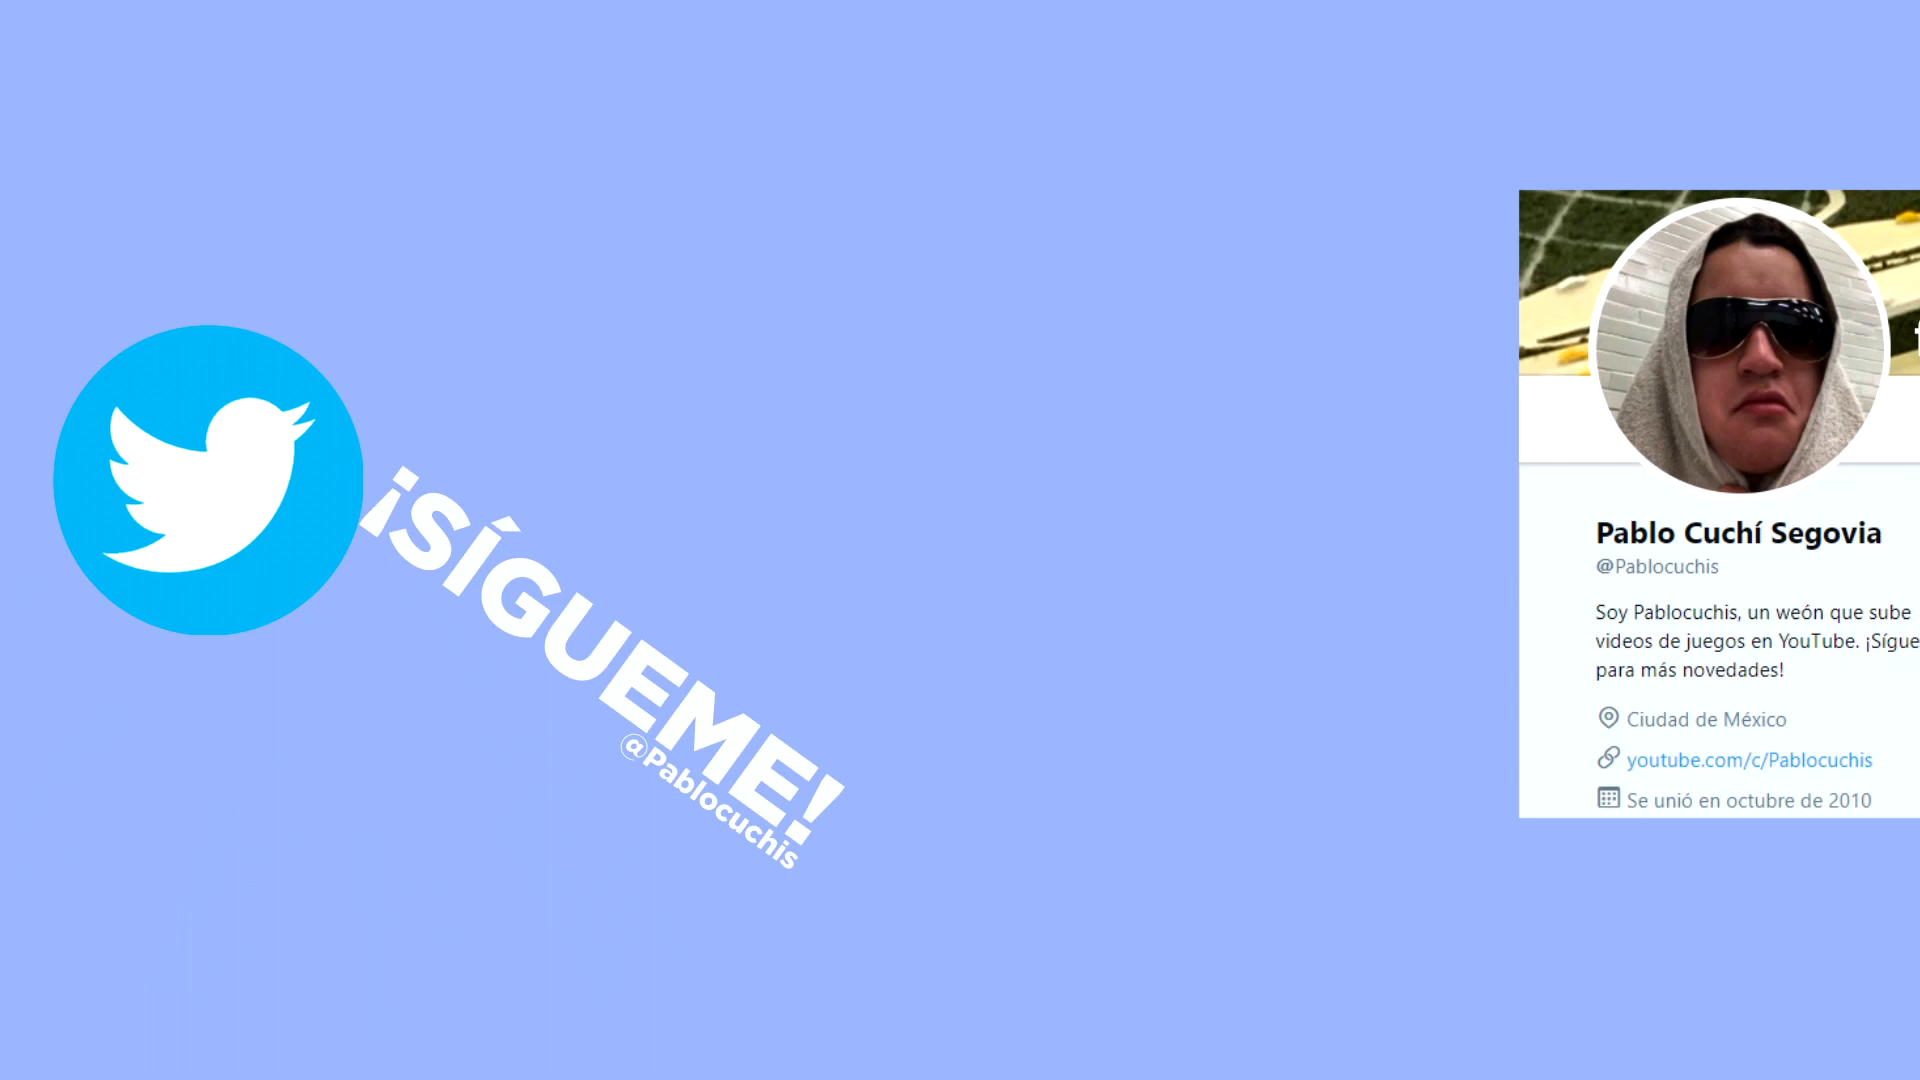 ¡SÍGUEME!
@Pablocuchis
Pablo Cuchí Segovia
@Pablocuchis
Soy Pablocuchis, un weón que sube
videos de juegos en YouTube. ¡Sígue
para más novedades!
Ciudad de México
youtube.com/c/Pablocuchis
Se unió en octubre de 2010